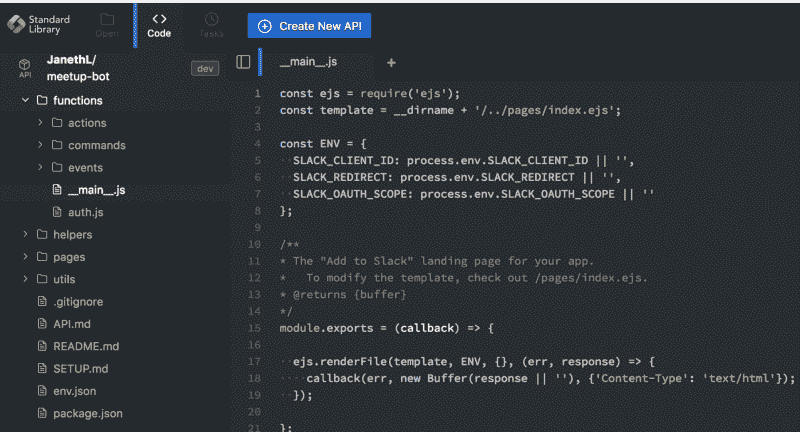 Standard
Library
Open
Code
Tasks
Create New API
API
JanethL/
meetup-bot
dev
functions
actions
commands
events
__main__.js
auth.js
helpers
pages
utils
.gitignore
API.md
README.md
SETUP.md
env.json
package.json
__main__.js
+
1 const ejs = require('ejs');
2 const template = __dirname + '/../pages/index.ejs';
3
4 const ENV = {
5 SLACK_CLIENT_ID: process.env.SLACK_CLIENT_ID || '',
6 SLACK_REDIRECT: process.env.SLACK_REDIRECT || '',
7 SLACK_OAUTH_SCOPE: process.env.SLACK_OAUTH_SCOPE || ''
8 };
9
10 /**
11 * The "Add to Slack" landing page for your app.
12 *   To modify the template, check out /pages/index.ejs.
13 * @returns {buffer}
14 */
15 module.exports = (callback) => {
16
17 ejs.renderFile(template, ENV, {}, (err, response) => {
18 callback(err, new Buffer(response || ''), {'Content-Type': 'text/html'});
19 });
20
21 };